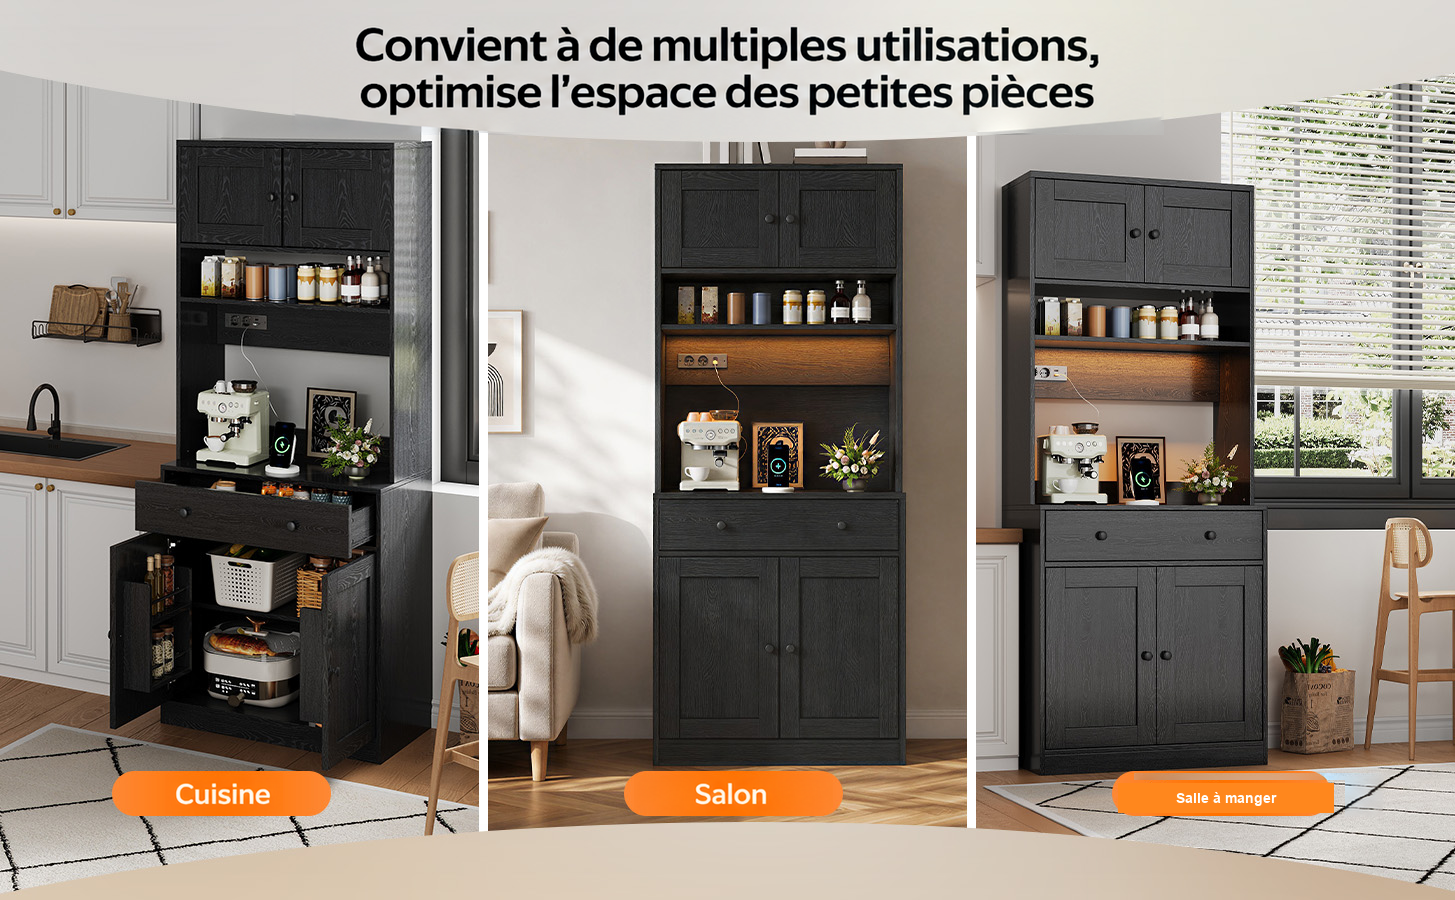 Convient à de multiples utilisations,
optimise l'espace des petites pièces
Cuisine
Salon
Salle à manger